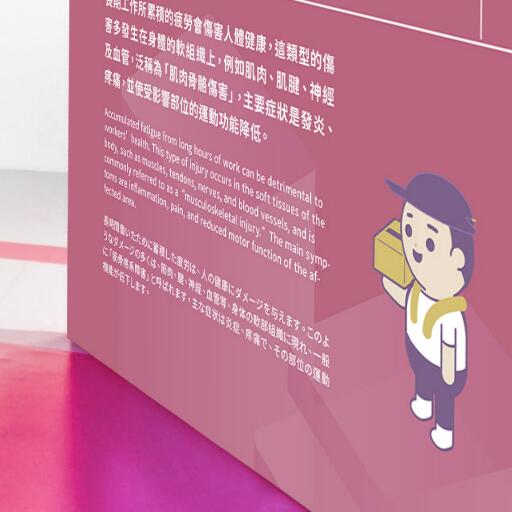 長期工作所累積的疲勞會傷害人體健康，這類型的傷
害多發生在身體的軟組織上，例如肌肉、肌腱、神經
及血管，泛稱為「肌肉骨骼傷害」，主要症狀是發炎、
疼痛，並使受影響部位的運動功能降低。
Accumulated fatigue from long hours of work can be detrimental to
workers' health. This type of injury occurs in the soft tissues of the
body, such as muscles, tendons, nerves, and blood vessels, and is
commonly referred to as a "musculoskeletal injury." The main symp-
toms are inflammation, pain, and reduced motor function of the af-
fected area.
長時間働いたために蓄積した疲労は、人の健康にダメージを与えます。このよ
うなダメージの多くは、筋肉、腱、神経、血管等、身体の軟部組織に現れ、一般
に「筋骨格系障害」と呼ばれます。主な症状は炎症、疼痛で、その部位の運動
機能が低下します。